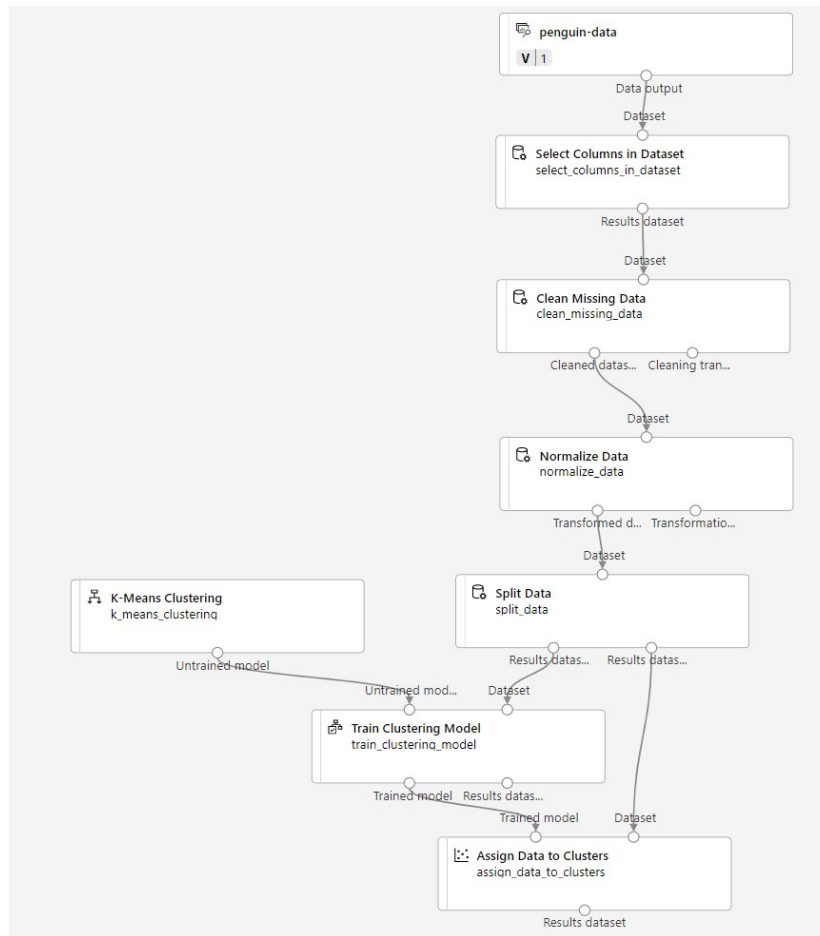 penguin-data
V 1
Data output
Dataset
Select Columns in Dataset
select_columns_in_dataset
Results dataset
Dataset
Clean Missing Data
clean_missing_data
Cleaned datas... Cleaning tran...
Dataset
Normalize Data
normalize_data
Transformed d... Transformatio...
Dataset
K-Means Clustering
k_means_clustering
Untrained model
Split Data
split_data
Results datas... Results datas...
Untrained mod... Dataset
Train Clustering Model
train_clustering_model
Trained model Results datas...
Trained model Dataset
Assign Data to Clusters
assign_data_to_clusters
Results dataset